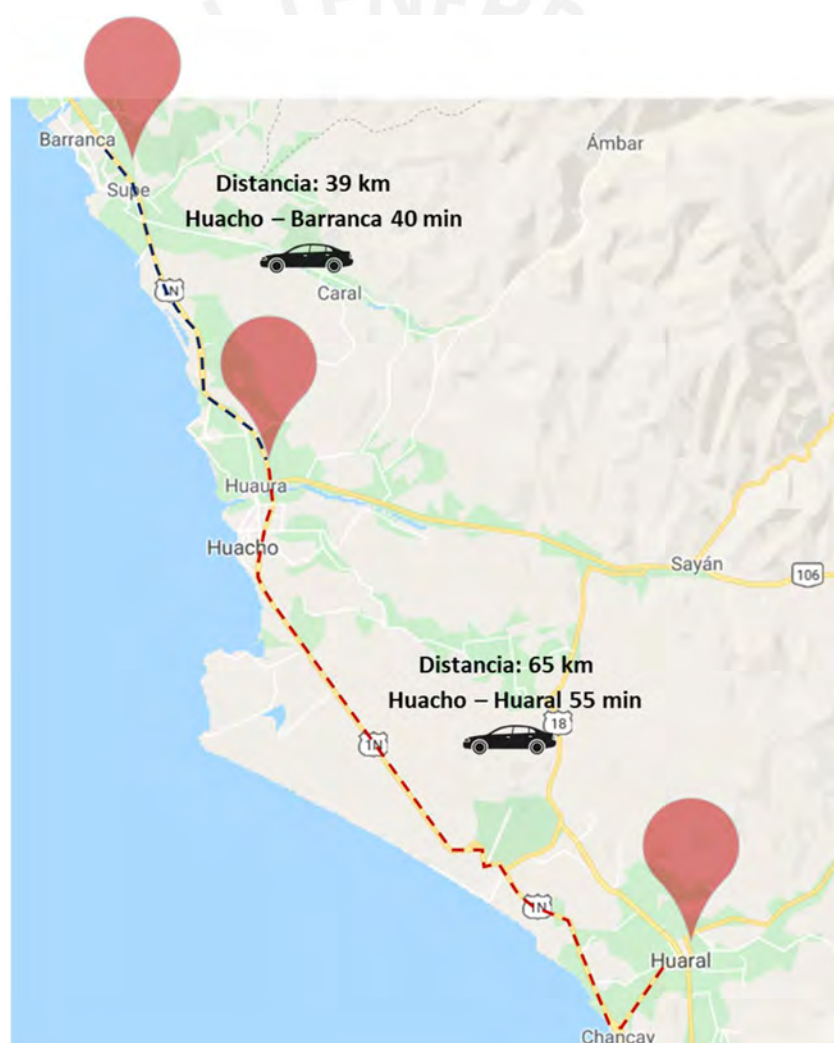 TENEBR
Barranca
Supe
Ámbar
Distancia: 39 km
Huacho – Barranca 40 min
1N
Caral
Huaura
Huacho
Sayán
106
Distancia: 65 km
Huacho – Huaral 55 min
18
1N
1N
Huaral
Chancay